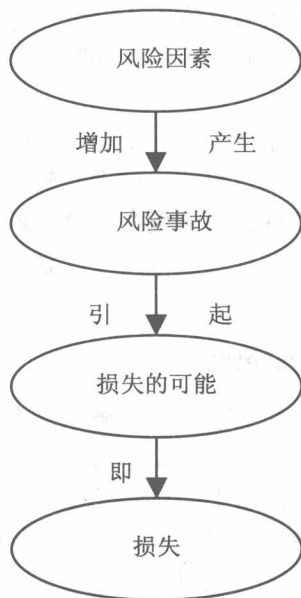 风险因素
增加 产生
风险事故
引 起
损失的可能
即
损失